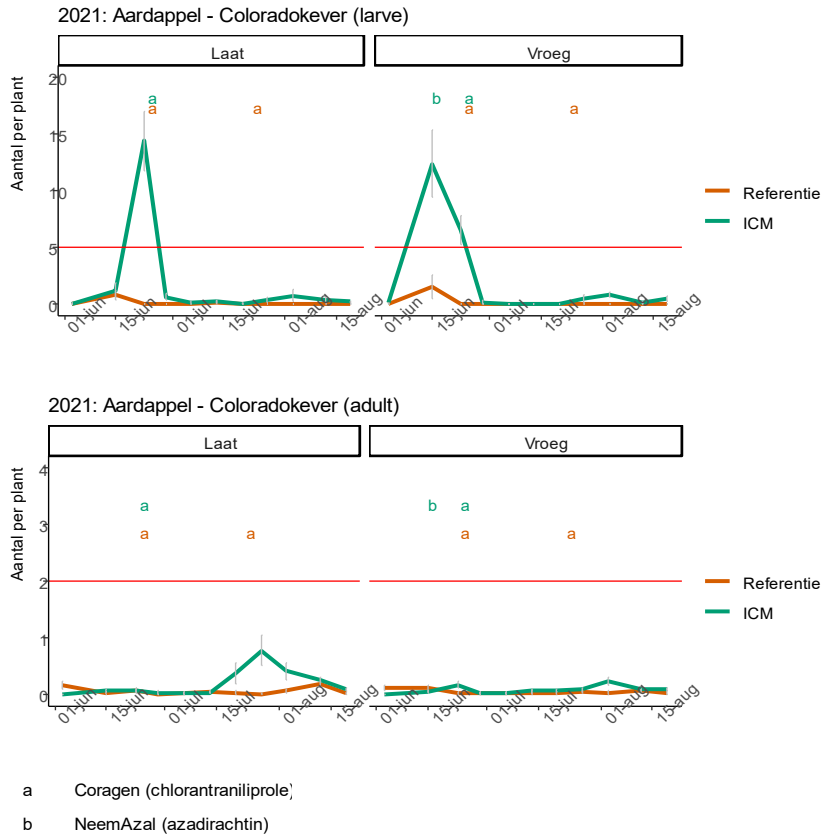 2021: Aardappel - Coloradokever (larve)
Laat
Vroeg
Aantal per plant
20
15
10
5
0
a
a
a
b
a
a
a
01-jun
15-jun
01-jul
15-jul
01-aug
15-aug
01-jun
15-jun
01-jul
15-jul
01-aug
15-aug
Referentie
ICM
2021: Aardappel - Coloradokever (adult)
Laat
Vroeg
Aantal per plant
4
3
2
1
0
a
a
a
b
a
a
a
01-jun
15-jun
01-jul
15-jul
01-aug
15-aug
01-jun
15-jun
01-jul
15-jul
01-aug
15-aug
Referentie
ICM
a Coragen (chlorantraniliprole)
b NeemAzal (azadirachtin)